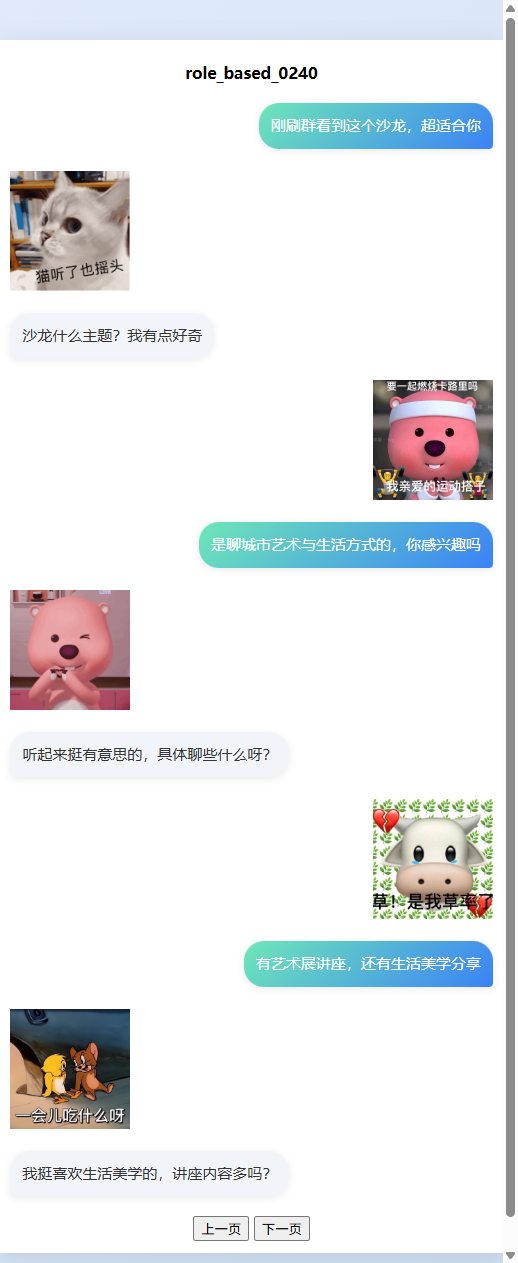 role_based_0240
刚刷群看到这个沙龙，超适合你
猫听了也摇头
沙龙什么主题？我有点好奇
要一起燃烧卡路里吗
我亲爱的运动搭子
是聊城市艺术与生活方式的，你感兴趣吗
听起来挺有意思的，具体聊些什么呀？
草！是我草率了
有艺术展讲座，还有生活美学分享
一会儿吃什么呀
我挺喜欢生活美学的，讲座内容多吗？
上一页 下一页